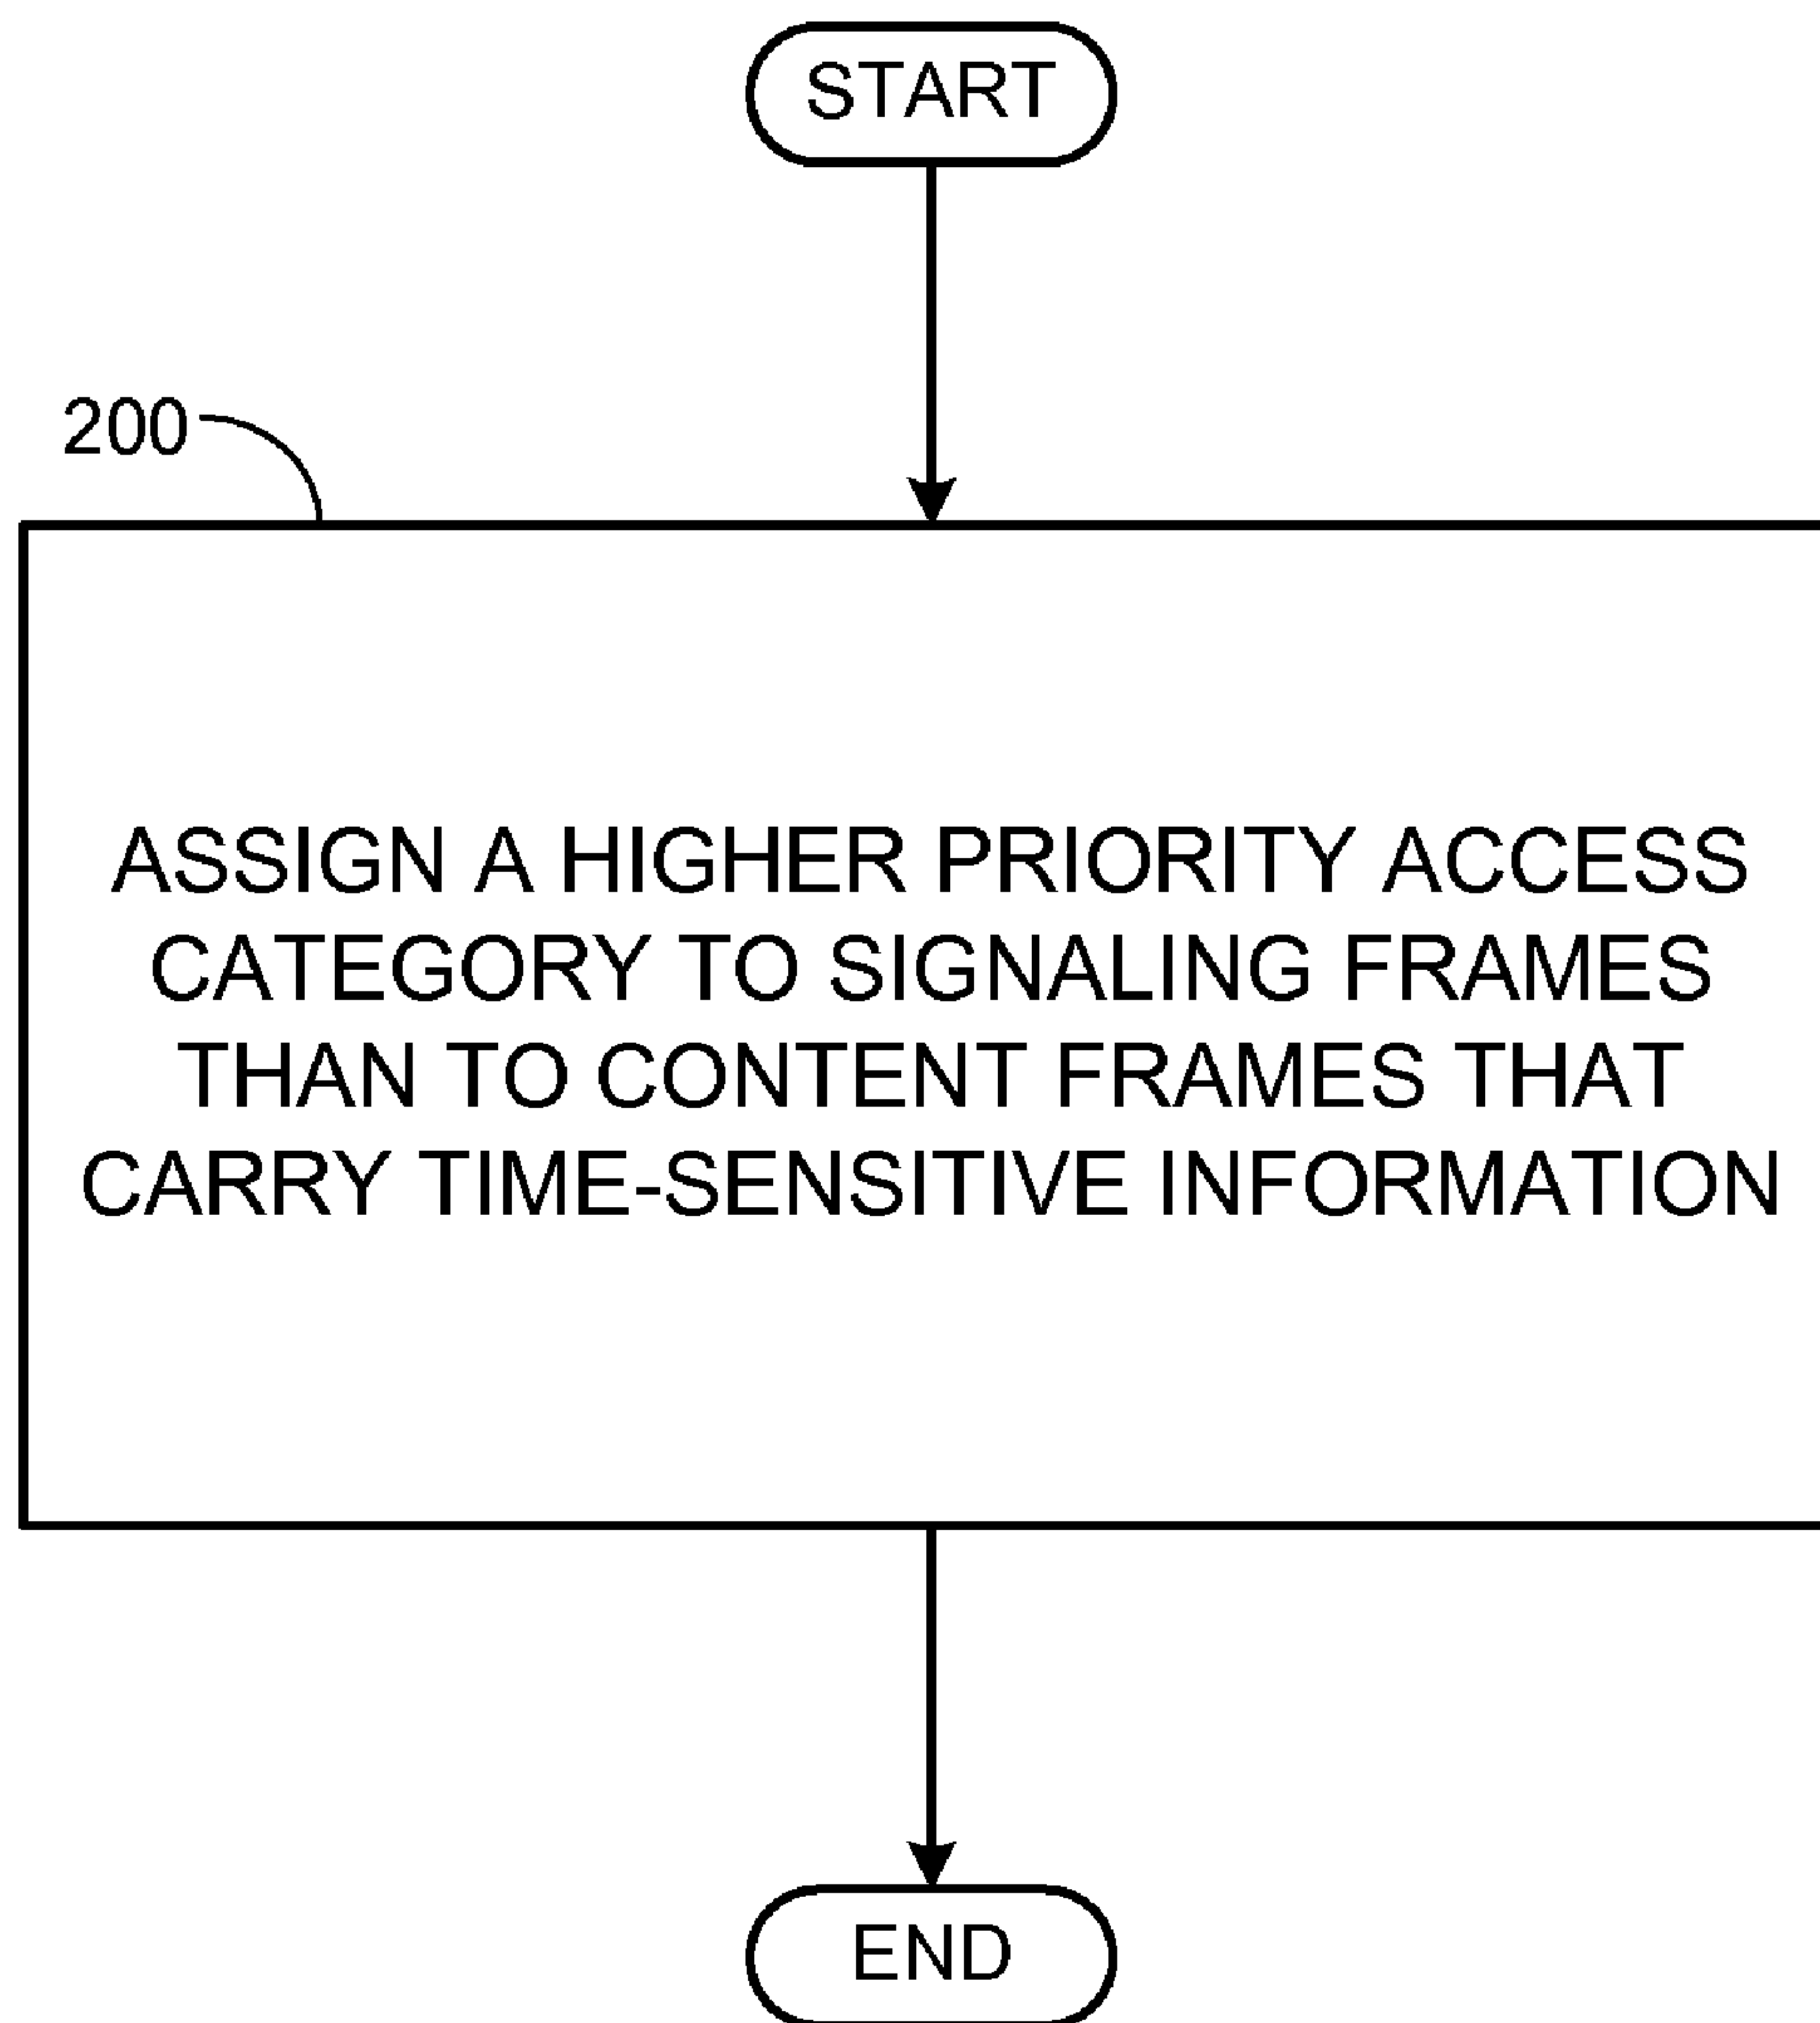 START
200
ASSIGN A HIGHER PRIORITY ACCESS
CATEGORY TO SIGNALING FRAMES
THAN TO CONTENT FRAMES THAT
CARRY TIME-SENSITIVE INFORMATION
END